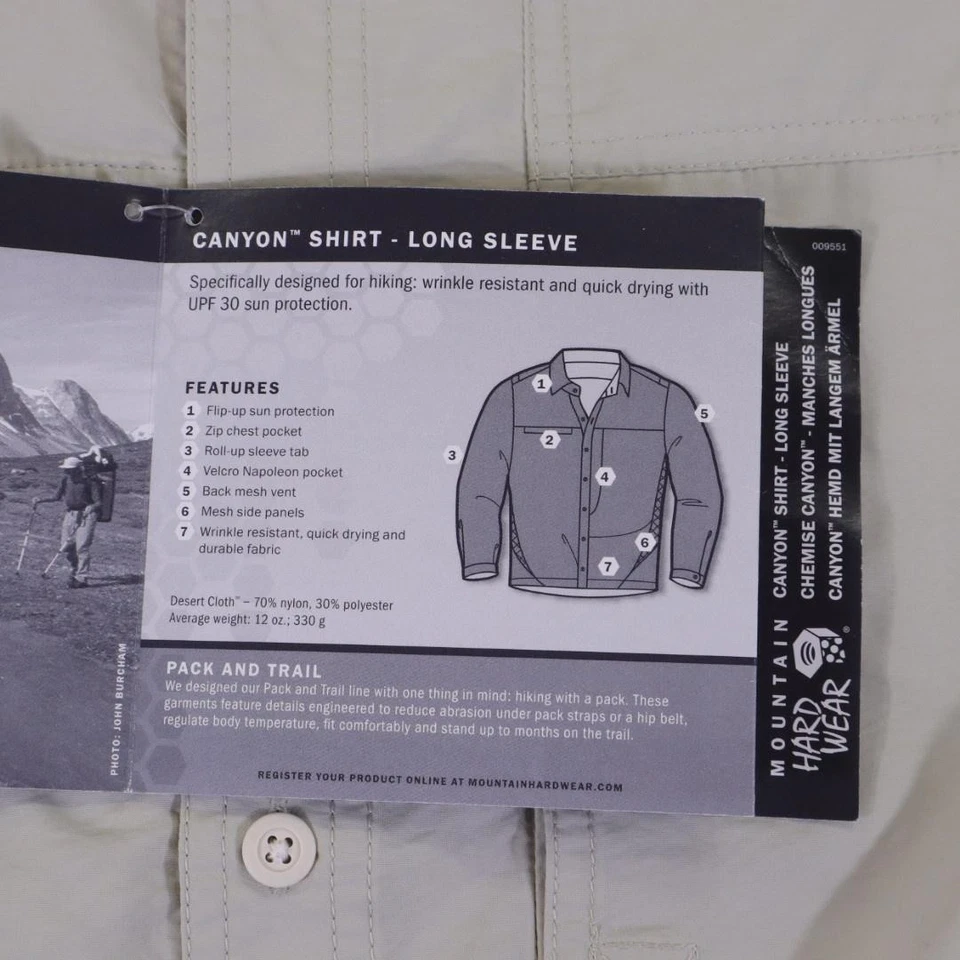 CANYON™ SHIRT - LONG SLEEVE
Specifically designed for hiking: wrinkle resistant and quick drying with
UPF 30 sun protection.
FEATURES
1 Flip-up sun protection
2 Zip chest pocket
3 Roll-up sleeve tab
4 Velcro Napoleon pocket
5 Back mesh vent
6 Mesh side panels
7 Wrinkle resistant, quick drying and
durable fabric
1
2
3
4
5
6
7
Desert Cloth™ – 70% nylon, 30% polyester
Average weight: 12 oz.; 330 g
PACK AND TRAIL
We designed our Pack and Trail line with one thing in mind: hiking with a pack. These
garments feature details engineered to reduce abrasion under pack straps or a hip belt,
regulate body temperature, fit comfortably and stand up to months on the trail.
REGISTER YOUR PRODUCT ONLINE AT MOUNTAINHARDWEAR.COM
PHOTO: JOHN BURCHAM
009551
CANYON™ SHIRT - LONG SLEEVE
CHEMISE CANYON™ - MANCHES LONGUES
CANYON™ HEMD MIT LANGEM ÄRMEL
MOUNTAIN
HARD
WEAR®